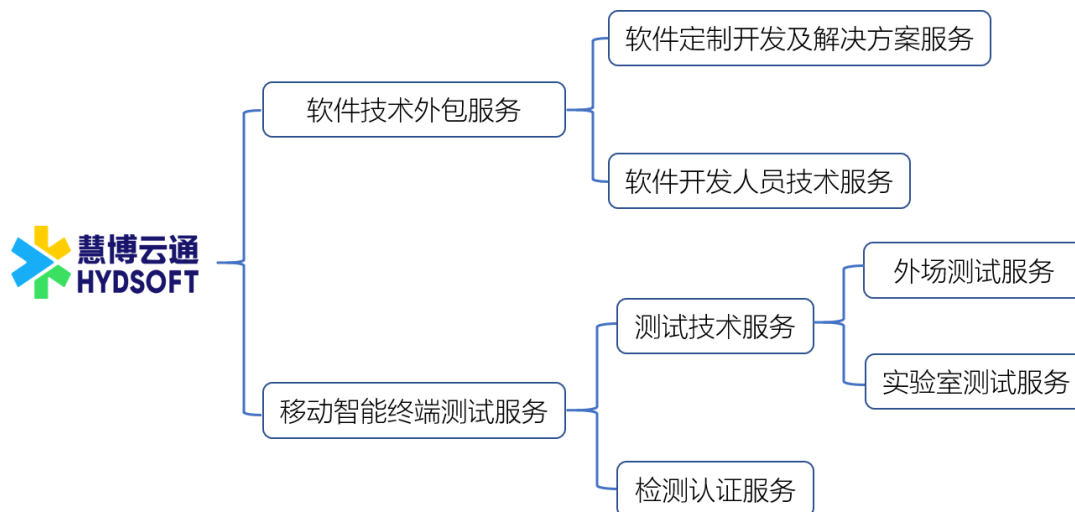 软件定制开发及解决方案服务
软件技术外包服务
软件开发人员技术服务
慧博云通
HYDSOFT
外场测试服务
测试技术服务
实验室测试服务
移动智能终端测试服务
检测认证服务